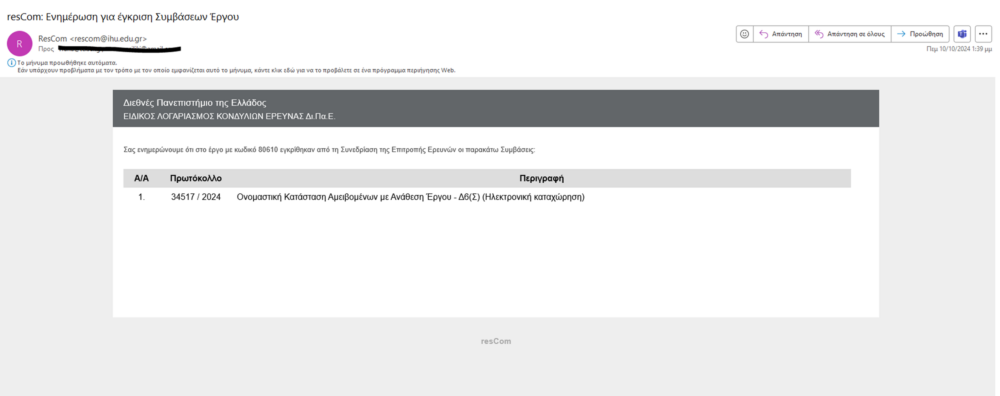 resCom: Ενημέρωση για έγκριση Συμβάσεων Έργου
R
ResCom <rescom@ihu.edu.gr>
Προς
Απάντηση
Απάντηση σε όλους
Προώθηση
Πεμ 10/10/2024 1:39 μμ
Το μήνυμα προωθήθηκε αυτόματα.
Εάν υπάρχουν προβλήματα με τον τρόπο με τον οποίο εμφανίζεται αυτό το μήνυμα, κάντε κλικ εδώ για να το προβάλετε σε ένα πρόγραμμα περιήγησης Web.
Διεθνές Πανεπιστήμιο της Ελλάδος
ΕΙΔΙΚΟΣ ΛΟΓΑΡΙΑΣΜΟΣ ΚΟΝΔΥΛΙΩΝ ΕΡΕΥΝΑΣ Δι.Πα.Ε.
Σας ενημερώνουμε ότι στο έργο με κωδικό 80610 εγκρίθηκαν από τη Συνεδρίαση της Επιτροπής Ερευνών οι παρακάτω Συμβάσεις:
Α/Α Πρωτόκολλο Περιγραφή
1. 34517 / 2024 Ονομαστική Κατάσταση Αμειβομένων με Ανάθεση Έργου - Δ6(Σ) (Ηλεκτρονική καταχώρηση)
resCom